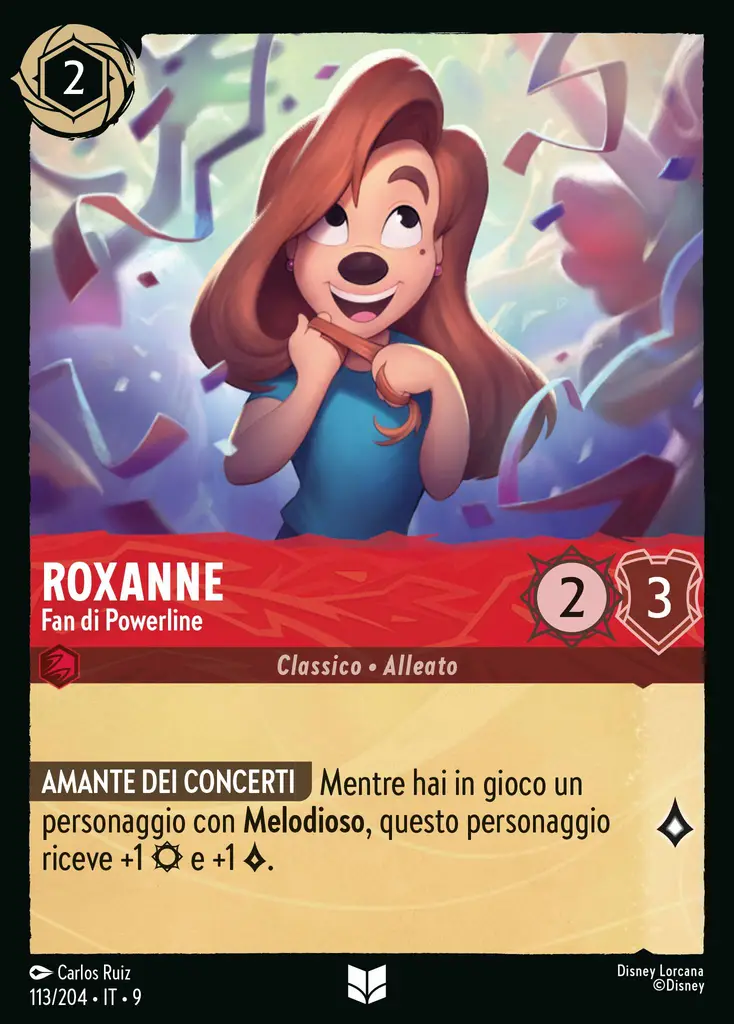 2
ROXANNE
Fan di Powerline
2
3
Classico • Alleato
AMANTE DEI CONCERTI Mentre hai in gioco un
personaggio con Melodioso, questo personaggio
riceve +1 e +1 .
Carlos Ruiz
113/204 • IT • 9
Disney Lorcana
©Disney